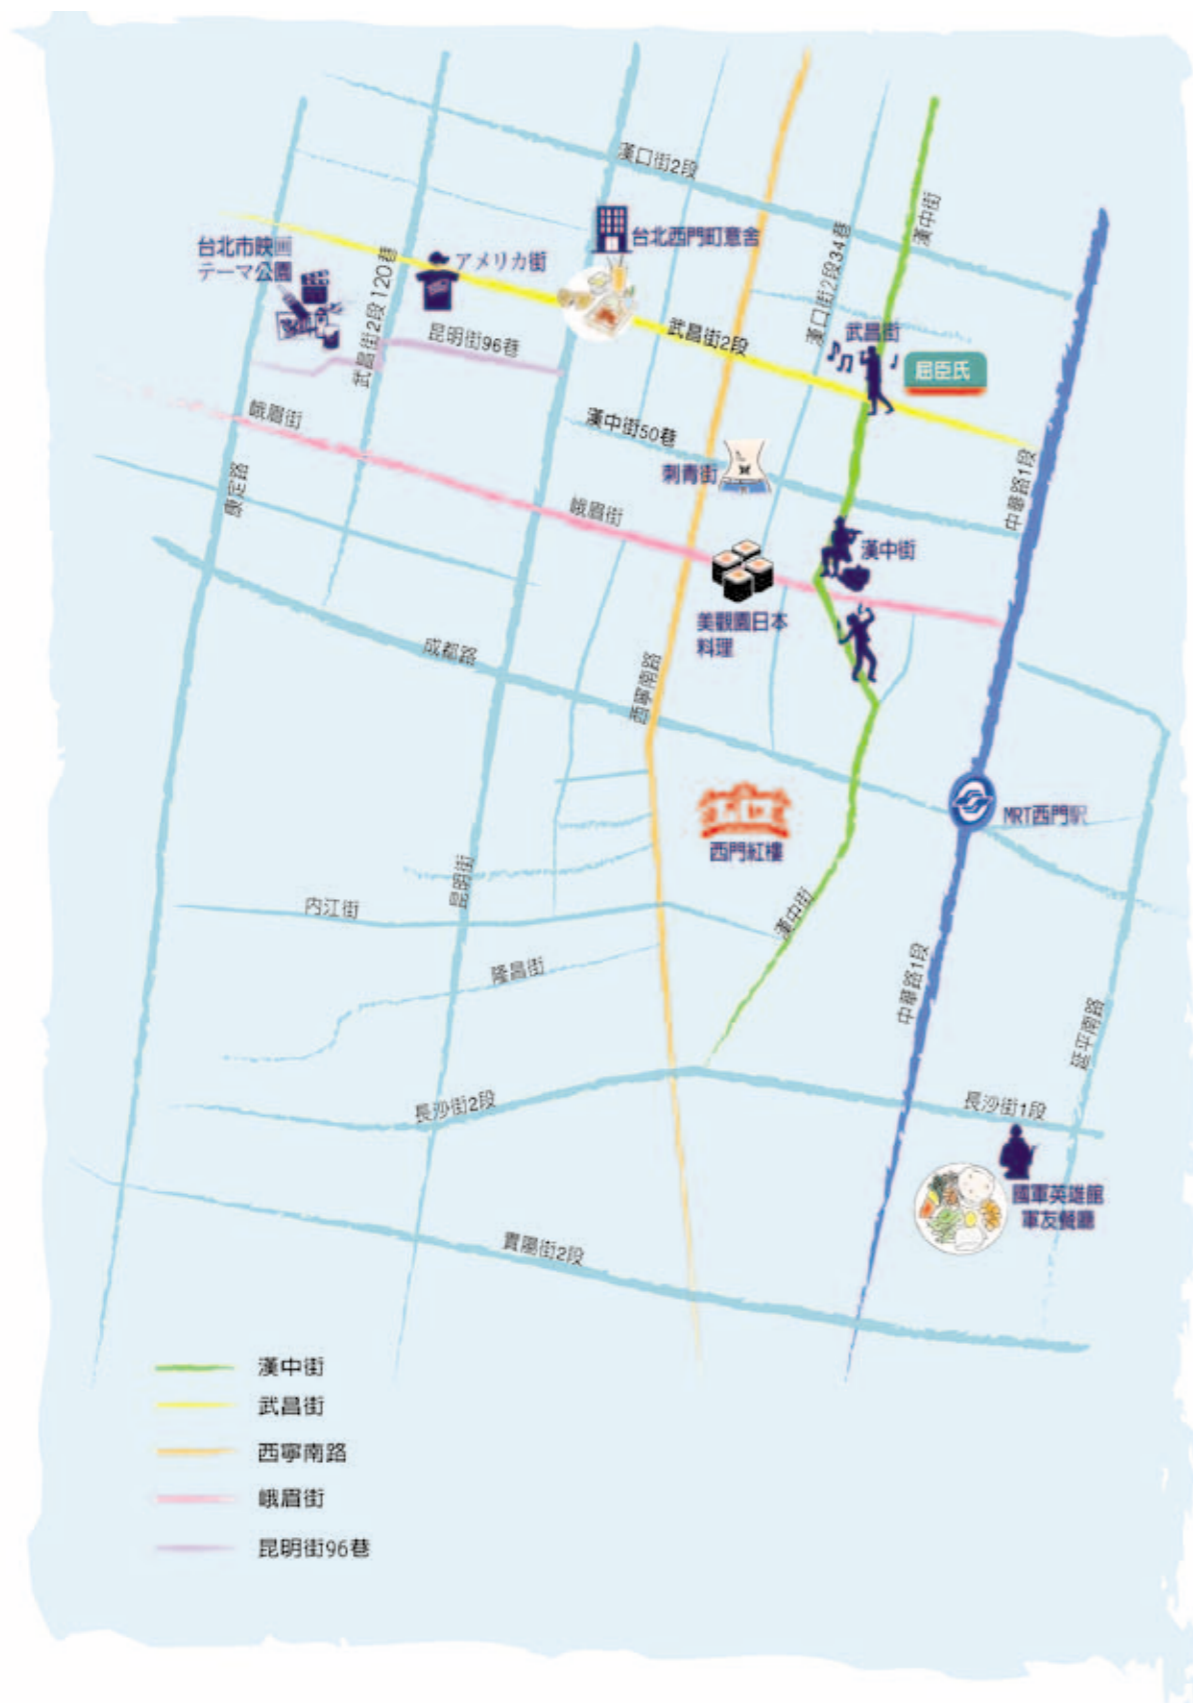 漢口街2段
漢中街
漢口街2段34巷
台北西門町意舍
台北市映画
テーマ公園
武昌街2段120巷
アメリカ街
昆明街96巷
武昌街2段
武昌街
屈臣氏
峨眉街
漢中街50巷
刺青街
康定路
峨眉街
中華路1段
漢中街
美觀園日本
料理
成都路
西寧南路
西門紅樓
MRT西門駅
昆明街
内江街
漢中街
隆昌街
中華路1段
延平南路
長沙街2段
長沙街1段
國軍英雄館
軍友餐廳
貴陽街2段
漢中街
武昌街
西寧南路
峨眉街
昆明街96巷